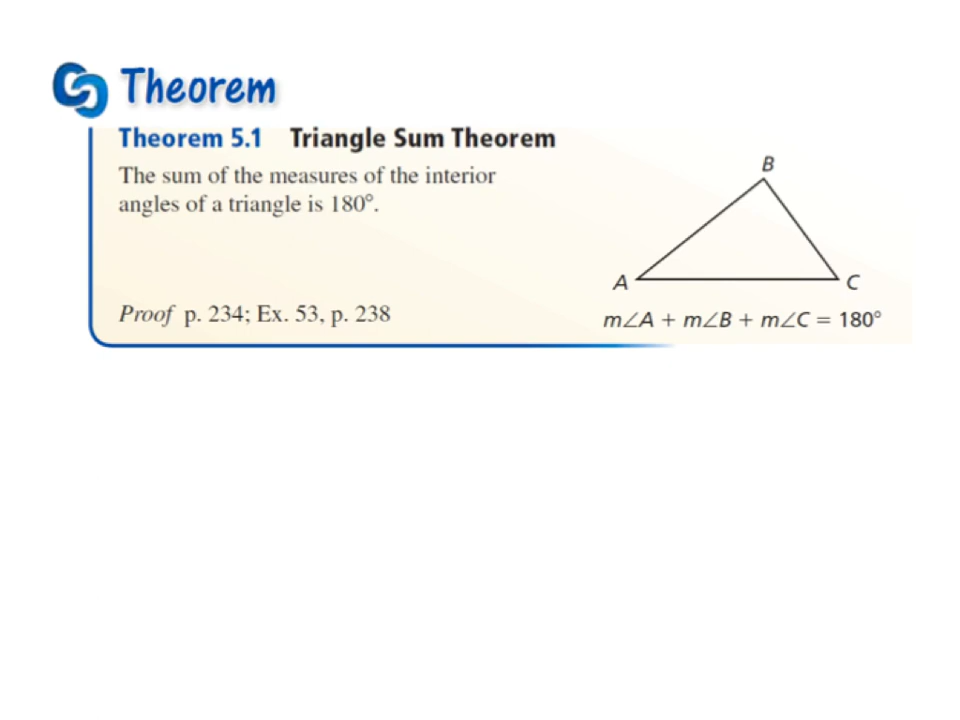 Theorem
Theorem 5.1 Triangle Sum Theorem
The sum of the measures of the interior
angles of a triangle is 180°.
B
A
C
Proof p. 234; Ex. 53, p. 238
m∠A + m∠B + m∠C = 180°